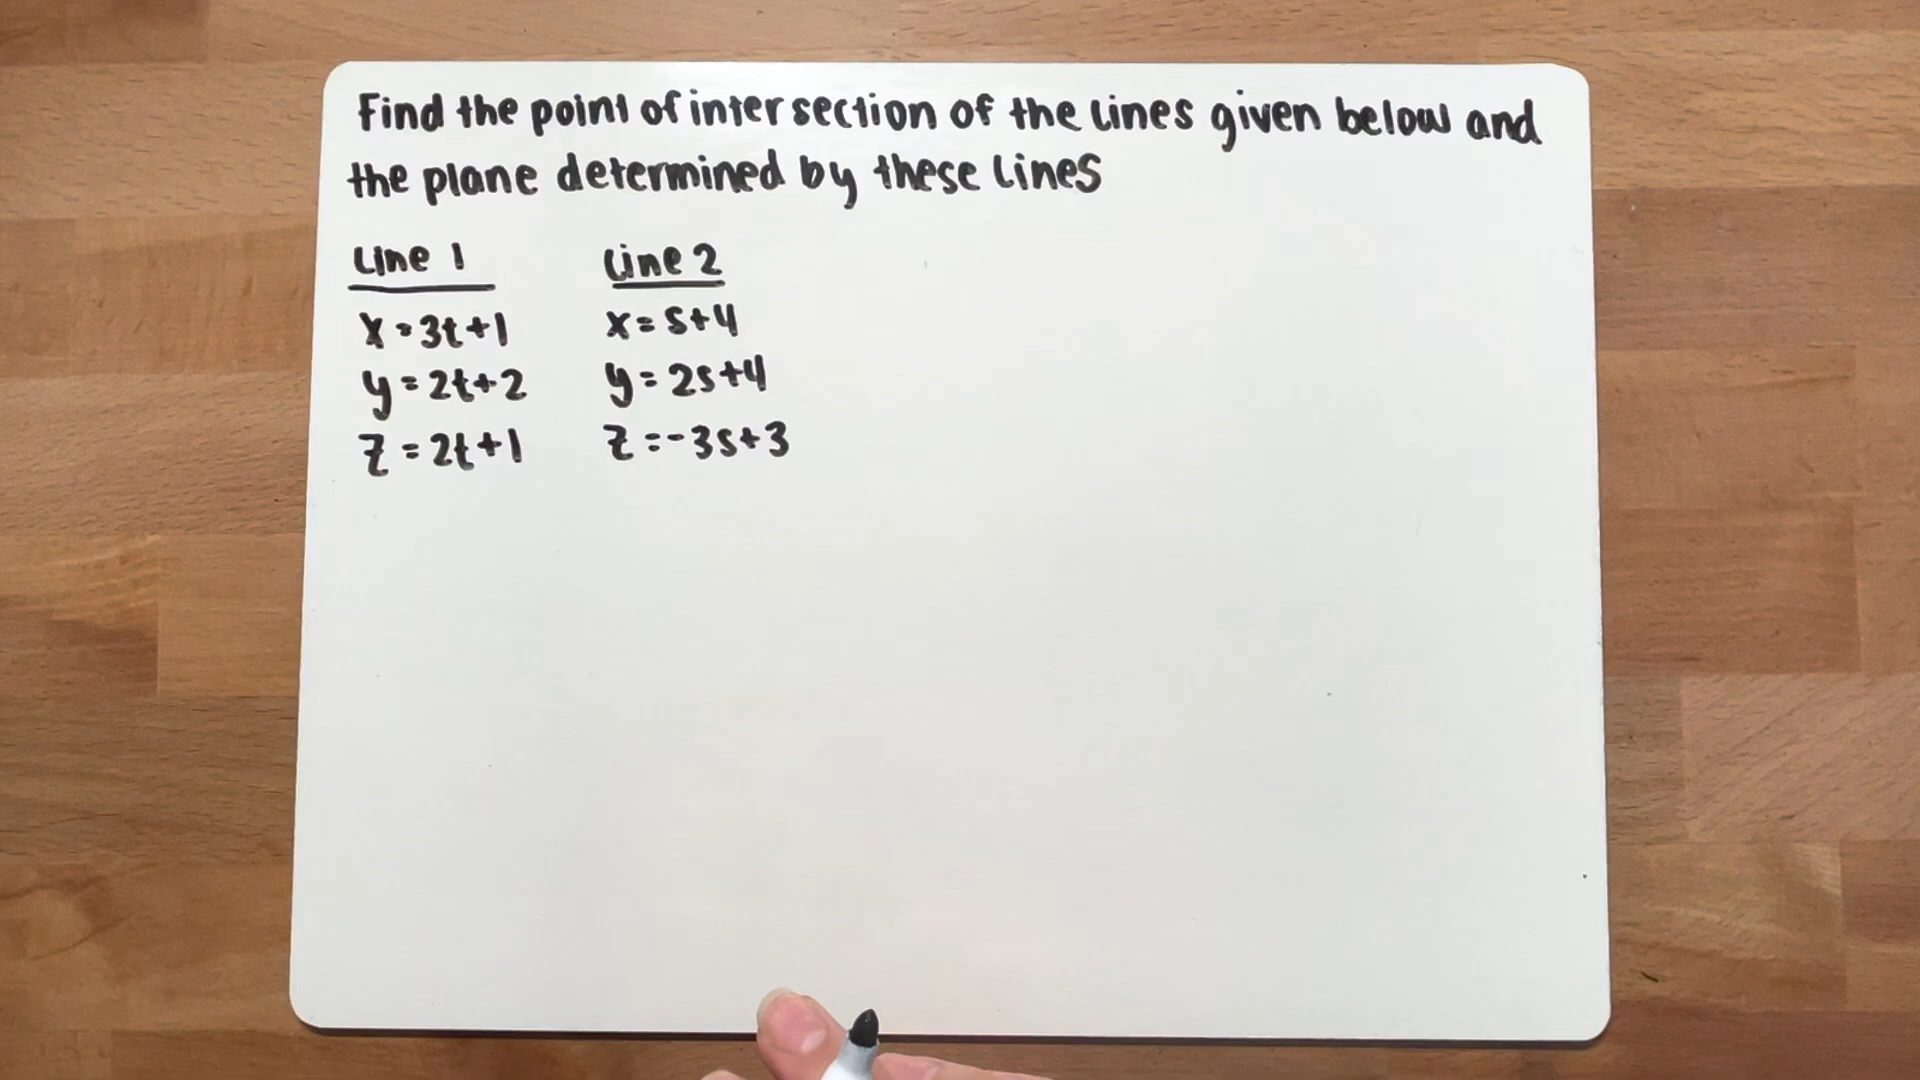 Find the point of intersection of the lines given below and
the plane determined by these lines
Line 1 Line 2
x = 3t+1 x = s+4
y = 2t+2 y = 2s+4
z = 2t+1 z = -3s+3